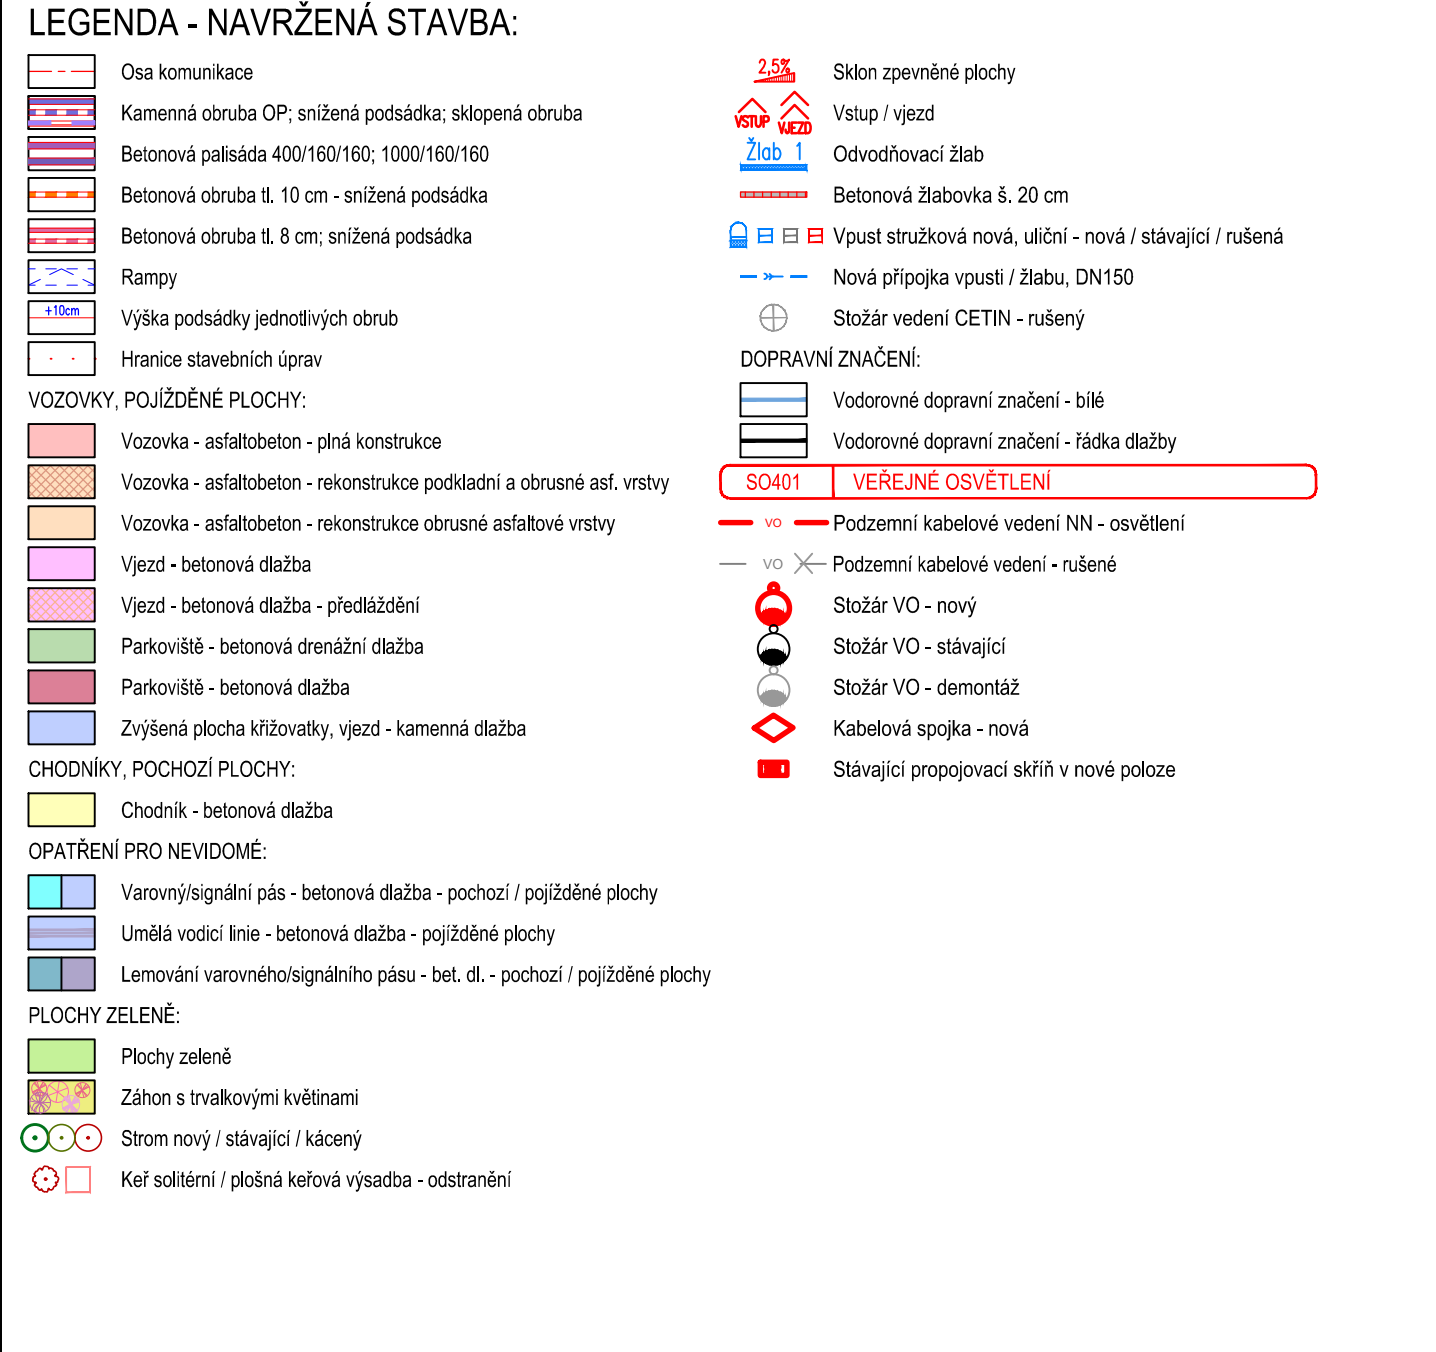 LEGENDA - NAVRŽENÁ STAVBA:
Osa komunikace
Kamenná obruba OP; snížená podsádka; sklopená obruba
Betonová palisáda 400/160/160; 1000/160/160
Betonová obruba tl. 10 cm - snížená podsádka
Betonová obruba tl. 8 cm; snížená podsádka
Rampy
+10cm Výška podsádky jednotlivých obrub
Hranice stavebních úprav
VOZOVKY, POJÍŽDĚNÉ PLOCHY:
Vozovka - asfaltobeton - plná konstrukce
Vozovka - asfaltobeton - rekonstrukce podkladní a obrusné asf. vrstvy
Vozovka - asfaltobeton - rekonstrukce obrusné asfaltové vrstvy
Vjezd - betonová dlažba
Vjezd - betonová dlažba - předláždění
Parkoviště - betonová drenážní dlažba
Parkoviště - betonová dlažba
Zvýšená plocha křižovatky, vjezd - kamenná dlažba
CHODNÍKY, POCHOZÍ PLOCHY:
Chodník - betonová dlažba
OPATŘENÍ PRO NEVIDOMÉ:
Varovný/signální pás - betonová dlažba - pochozí / pojížděné plochy
Umělá vodicí linie - betonová dlažba - pojížděné plochy
Lemování varovného/signálního pásu - bet. dl. - pochozí / pojížděné plochy
PLOCHY ZELENĚ:
Plochy zeleně
Záhon s trvalkovými květinami
Strom nový / stávající / kácený
Keř solitérní / plošná keřová výsadba - odstranění
2,5% Sklon zpevněné plochy
VSTUP VJEZD Vstup / vjezd
Žlab 1 Odvodňovací žlab
Betonová žlabovka š. 20 cm
Vpust stružková nová, uliční - nová / stávající / rušená
Nová přípojka vpusti / žlabu, DN150
Stožár vedení CETIN - rušený
DOPRAVNÍ ZNAČENÍ:
Vodorovné dopravní značení - bílé
Vodorovné dopravní značení - řádka dlažby
SO401 VEŘEJNÉ OSVĚTLENÍ
VO Podzemní kabelové vedení NN - osvětlení
VO Podzemní kabelové vedení - rušené
Stožár VO - nový
Stožár VO - stávající
Stožár VO - demontáž
Kabelová spojka - nová
Stávající propojovací skříň v nové poloze